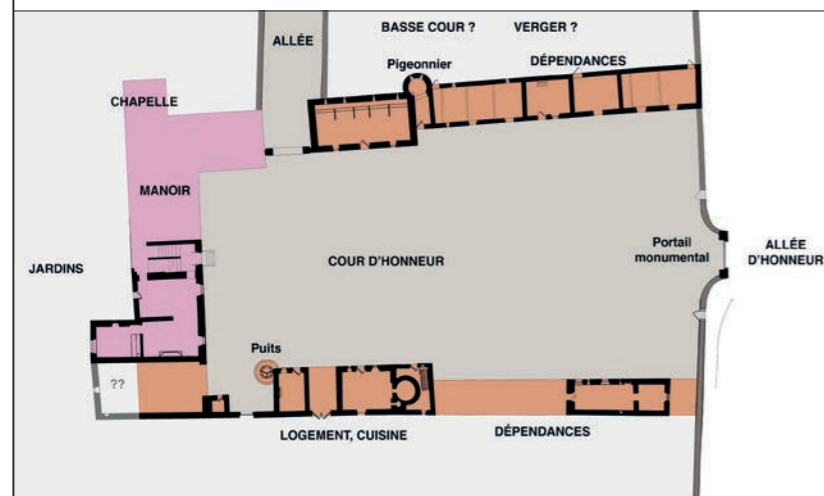 BASSE COUR ?
VERGER ?
ALLÉE
Pigeonnier
DÉPENDANCES
CHAPELLE
MANOIR
JARDINS
COUR D'HONNEUR
Portail
monumental
ALLÉE
D'HONNEUR
Puits
??
LOGEMENT, CUISINE
DÉPENDANCES